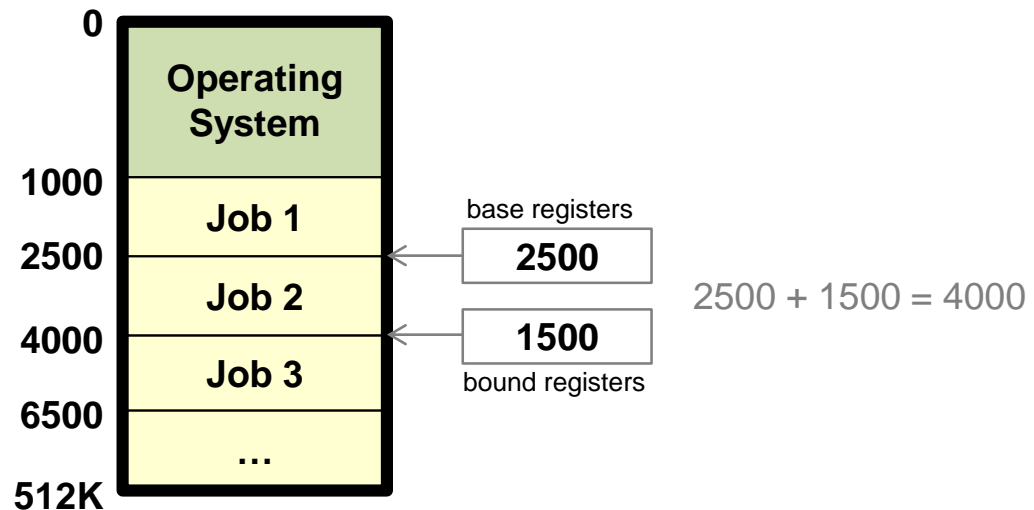 0
Operating
System
1000
Job 1
base registers
2500
2500
Job 2
2500 + 1500 = 4000
4000
1500
Job 3
bound registers
6500
...
512K